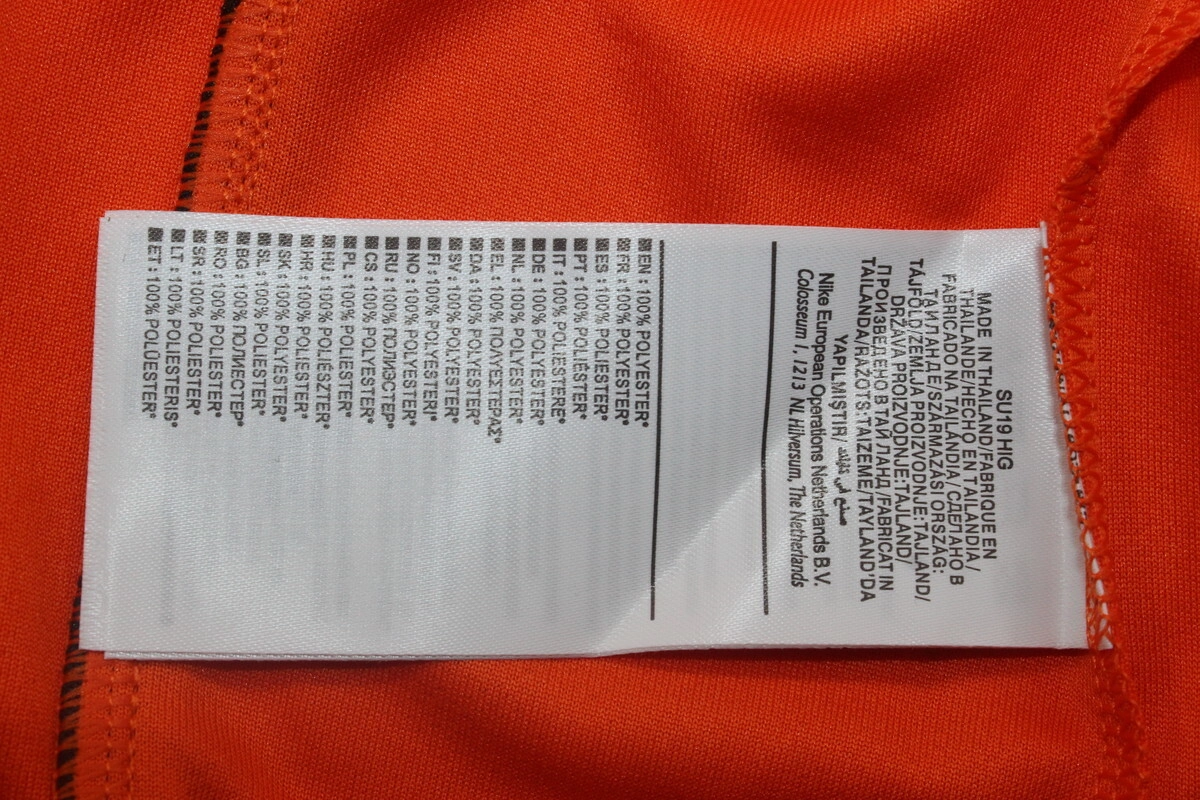 SU19 HIG
MADE IN THAILAND/FABRIQUE EN
THAILANDE/HECHO EN TAILANDIA/
FABRICADO NA TAILÂNDIA/СДЕЛАНО В
ТАИЛАНДЕ/SZÁRMAZÁSI ORSZÁG:
TÁJFÖLD/ZEMLJA PROIZVODNJE:TAJLAND/
DRŽAVA PROIZVODNJE:TAJLAND/
ПРОИЗВЕДЕНО В ТАЙЛАНД/FABRICAT IN
TAILANDA/RAŽOTS:TAIZEME/TAYLAND'DA
YAPILMIŞTIR/ صنع في تايلاند
Nike European Operations Netherlands B.V.
Colosseum 1, 1213 NL Hilversum, The Netherlands
EN: 100% POLYESTER*
FR: 100% POLYESTER*
ES: 100% POLIESTER*
PT: 100% POLIÉSTER*
IT: 100% POLIESTERE*
DE: 100% POLYESTER*
NL: 100% POLYESTER*
EL: 100% ΠΟΛΥΕΣΤΕΡΑΣ*
DA: 100% POLYESTER*
SV: 100% POLYESTER*
FI: 100% POLYESTERI*
NO: 100% POLYESTER*
RU: 100% ПОЛИЭСТЕР*
CS: 100% POLYESTER*
PL: 100% POLIESTER*
HU: 100% POLIÉSZTER*
HR: 100% POLIESTER*
SK: 100% POLYESTER*
SL: 100% POLIESTER*
BG: 100% ПОЛИЕСТЕР*
RO: 100% POLIESTER*
SR: 100% POLIESTER*
LT: 100% POLIESTERIS*
ET: 100% POLÜESTER*